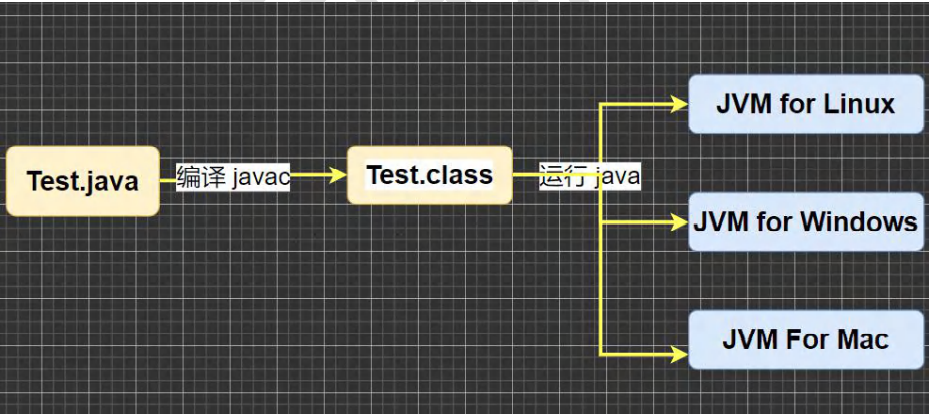 Test.java
编译 javac
Test.class
运行 java
JVM for Linux
JVM for Windows
JVM For Mac